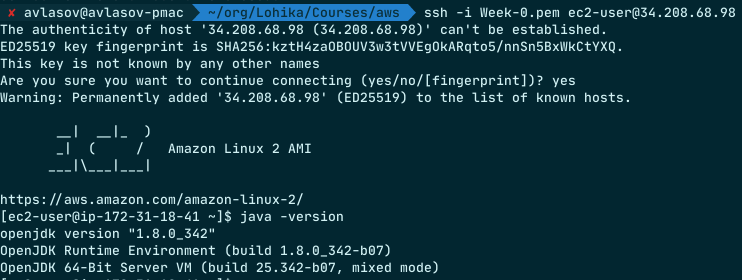 ✘ avlasov@avlasov-pmac ~/org/Lohika/Courses/aws ssh -i Week-0.pem ec2-user@34.208.68.98
The authenticity of host '34.208.68.98 (34.208.68.98)' can't be established.
ED25519 key fingerprint is SHA256:kztH4zaOBOUV3w3tVVEgOkARqto5/nnSn5BxWkCtYXQ.
This key is not known by any other names
Are you sure you want to continue connecting (yes/no/[fingerprint])? yes
Warning: Permanently added '34.208.68.98' (ED25519) to the list of known hosts.
__|  __|_  )
_|  (     /   Amazon Linux 2 AMI
___|\___|___|
https://aws.amazon.com/amazon-linux-2/
[ec2-user@ip-172-31-18-41 ~]$ java -version
openjdk version "1.8.0_342"
OpenJDK Runtime Environment (build 1.8.0_342-b07)
OpenJDK 64-Bit Server VM (build 25.342-b07, mixed mode)